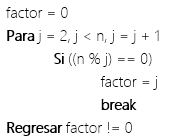 factor = 0
Para j = 2, j < n, j = j + 1
Si ((n % j) == 0)
factor = j
break
Regresar factor != 0